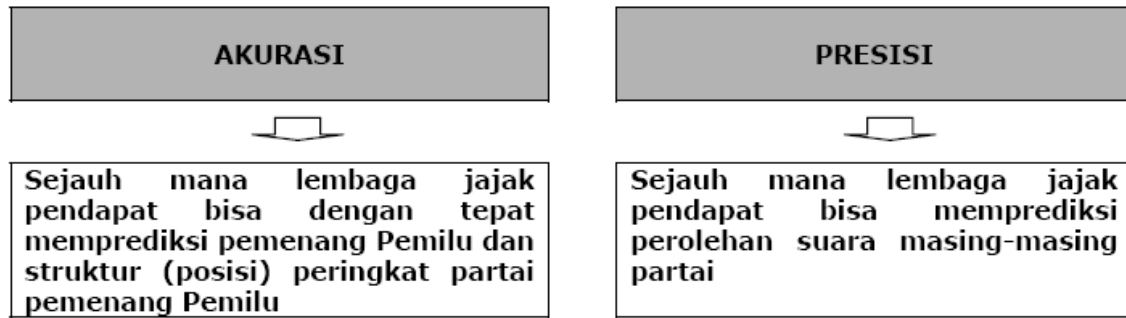 AKURASI
Sejauh mana lembaga jajak
pendapat bisa dengan tepat
memprediksi pemenang Pemilu dan
struktur (posisi) peringkat partai
pemenang Pemilu
PRESISI
Sejauh mana lembaga jajak
pendapat bisa memprediksi
perolehan suara masing-masing
partai